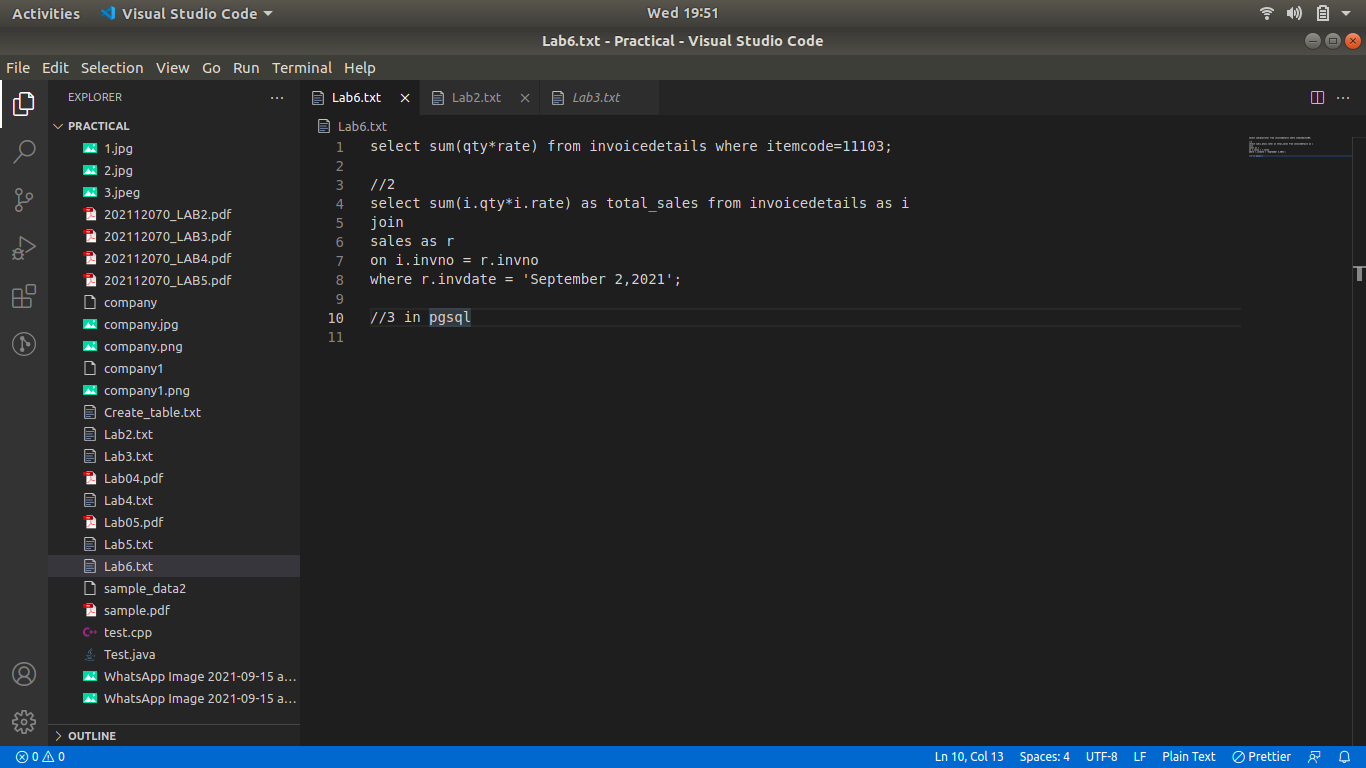 Activities Visual Studio Code Wed 19:51
Lab6.txt - Practical - Visual Studio Code
File Edit Selection View Go Run Terminal Help
EXPLORER
PRACTICAL
1.jpg
2.jpg
3.jpeg
202112070_LAB2.pdf
202112070_LAB3.pdf
202112070_LAB4.pdf
202112070_LAB5.pdf
company
company.jpg
company.png
company1
company1.png
Create_table.txt
Lab2.txt
Lab3.txt
Lab04.pdf
Lab4.txt
Lab05.pdf
Lab5.txt
Lab6.txt
sample_data2
sample.pdf
C++ test.cpp
Test.java
WhatsApp Image 2021-09-15 a...
WhatsApp Image 2021-09-15 a...
OUTLINE
Lab6.txt Lab2.txt Lab3.txt
Lab6.txt
1 select sum(qty*rate) from invoicedetails where itemcode=11103;
2
3 //2
4 select sum(i.qty*i.rate) as total_sales from invoicedetails as i
5 join
6 sales as r
7 on i.invno = r.invno
8 where r.invdate = 'September 2,2021';
9
10 //3 in pgsql
11
0 0 Ln 10, Col 13 Spaces: 4 UTF-8 LF Plain Text Prettier